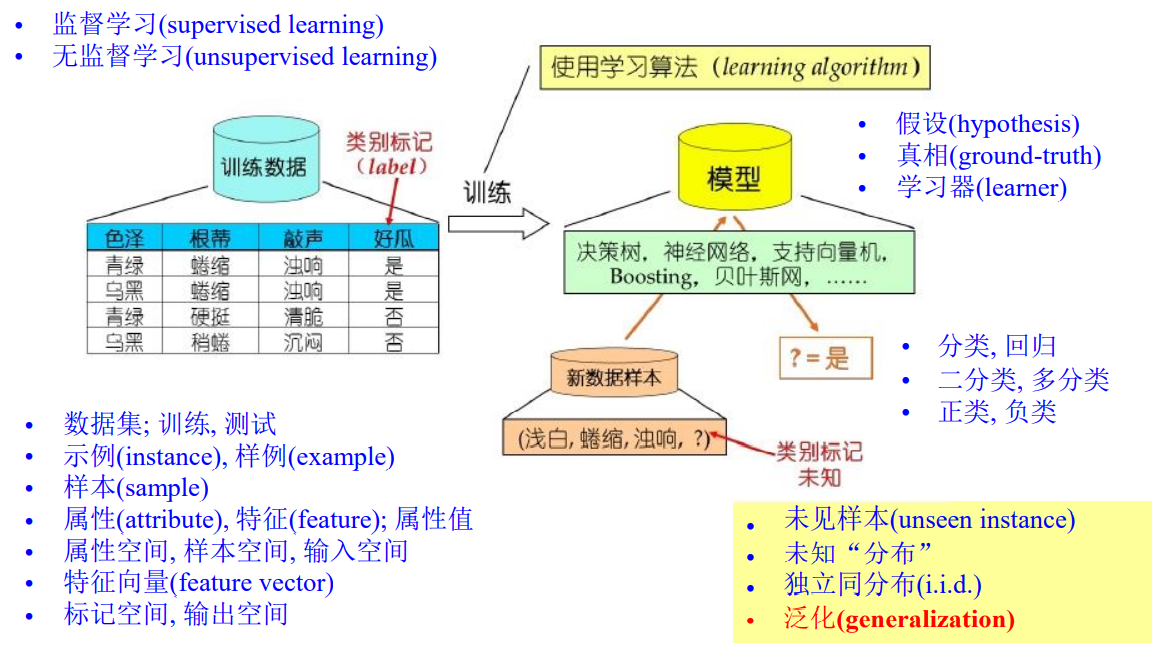 • 监督学习(supervised learning)
• 无监督学习(unsupervised learning)
使用学习算法（learning algorithm）
训练数据
类别标记
（label）
训练
模型
• 假设(hypothesis)
• 真相(ground-truth)
• 学习器(learner)
色泽 根蒂 敲声 好瓜
青绿 蜷缩 浊响 是
乌黑 蜷缩 浊响 是
青绿 硬挺 清脆 否
乌黑 稍蜷 沉闷 否
决策树，神经网络，支持向量机，
Boosting，贝叶斯网，……
? = 是
新数据样本
(浅白, 蜷缩, 浊响, ?)
类别标记
未知
• 分类, 回归
• 二分类, 多分类
• 正类, 负类
• 数据集; 训练, 测试
• 示例(instance), 样例(example)
• 样本(sample)
• 属性(attribute), 特征(feature); 属性值
• 属性空间, 样本空间, 输入空间
• 特征向量(feature vector)
• 标记空间, 输出空间
• 未见样本(unseen instance)
• 未知“分布”
• 独立同分布(i.i.d.)
• 泛化(generalization)